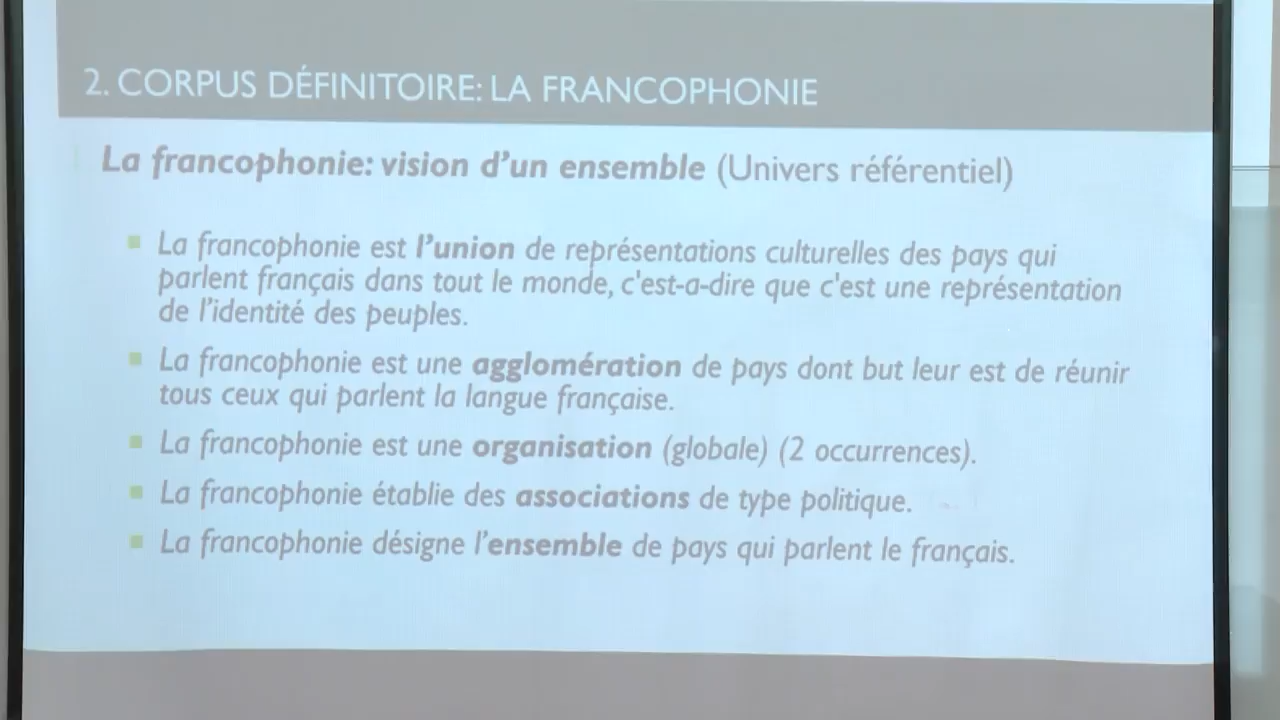 2. CORPUS DÉFINITOIRE: LA FRANCOPHONIE
La francophonie: vision d'un ensemble (Univers référentiel)
La francophonie est l'union de représentations culturelles des pays qui
parlent français dans tout le monde, c'est-a-dire que c'est une représentation
de l'identité des peuples.
La francophonie est une agglomération de pays dont but leur est de réunir
tous ceux qui parlent la langue française.
La francophonie est une organisation (globale) (2 occurrences).
La francophonie établie des associations de type politique.
La francophonie désigne l'ensemble de pays qui parlent le français.